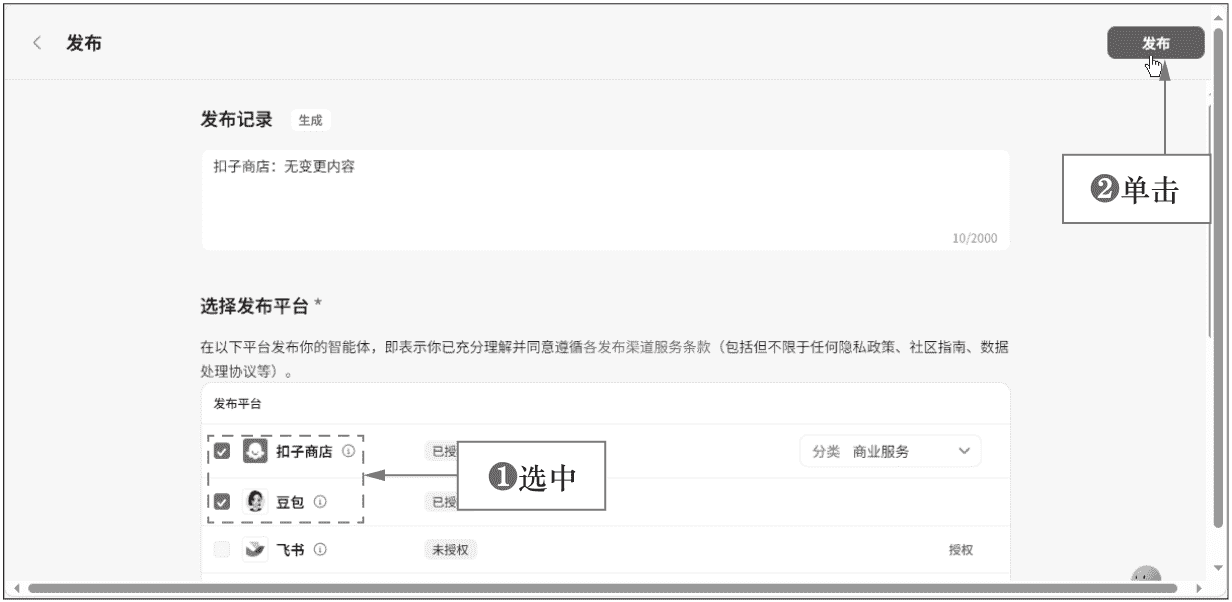 发布
发布
发布记录 生成
扣子商店：无变更内容
❷单击
10/2000
选择发布平台 *
在以下平台发布你的智能体，即表示你已充分理解并同意遵循各发布渠道服务条款（包括但不限于任何隐私政策、社区指南、数据
处理协议等）。
发布平台
扣子商店 已授 分类 商业服务
❶选中
豆包 已授
飞书 未授权 授权